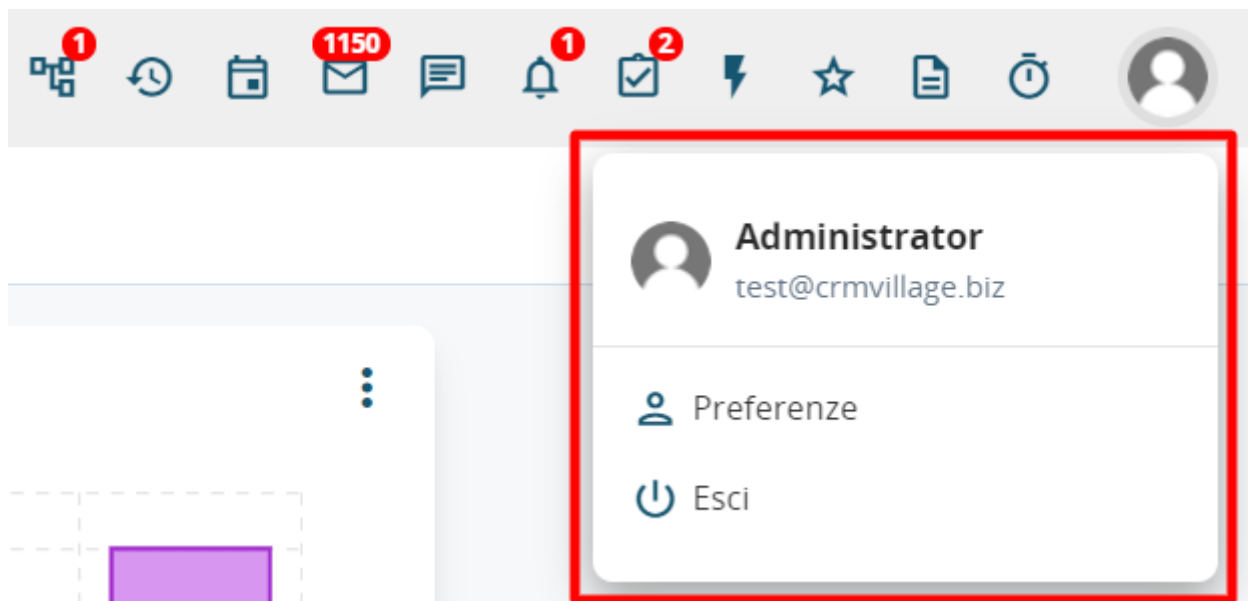 1
1150
1
2
Administrator
test@crmvillage.biz
Preferenze
Esci